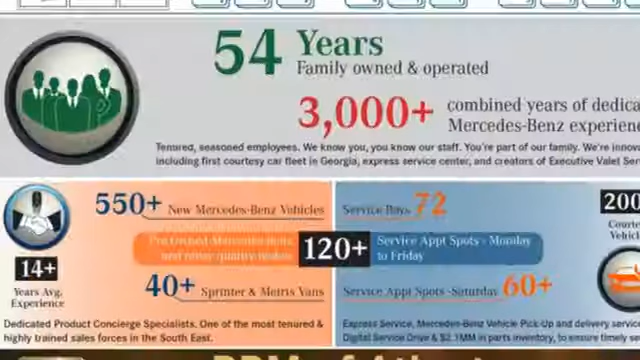 54 Years
Family owned & operated
3,000+ combined years of dedica
Mercedes-Benz experienc
Tenured, seasoned employees. We know you, you know our staff. You're part of our family. We're innova
including first courtesy car fleet in Georgia, express service center, and creators of Executive Valet Ser
550+ New Mercedes-Benz Vehicles
Service Bays 72
200
Courte
Vehicl
120+
Service Appt Spots - Monday
to Friday
14+
Years Avg.
Experience
40+ Sprinter & Metris Vans
Service Appt Spots -Saturday 60+
Dedicated Product Concierge Specialists. One of the most tenured &
highly trained sales forces in the South East.
Express Service, Mercedes-Benz Vehicle Pick-Up and delivery servic
Digital Service Drive & $2.1MM in parts inventory, to ensure timely se